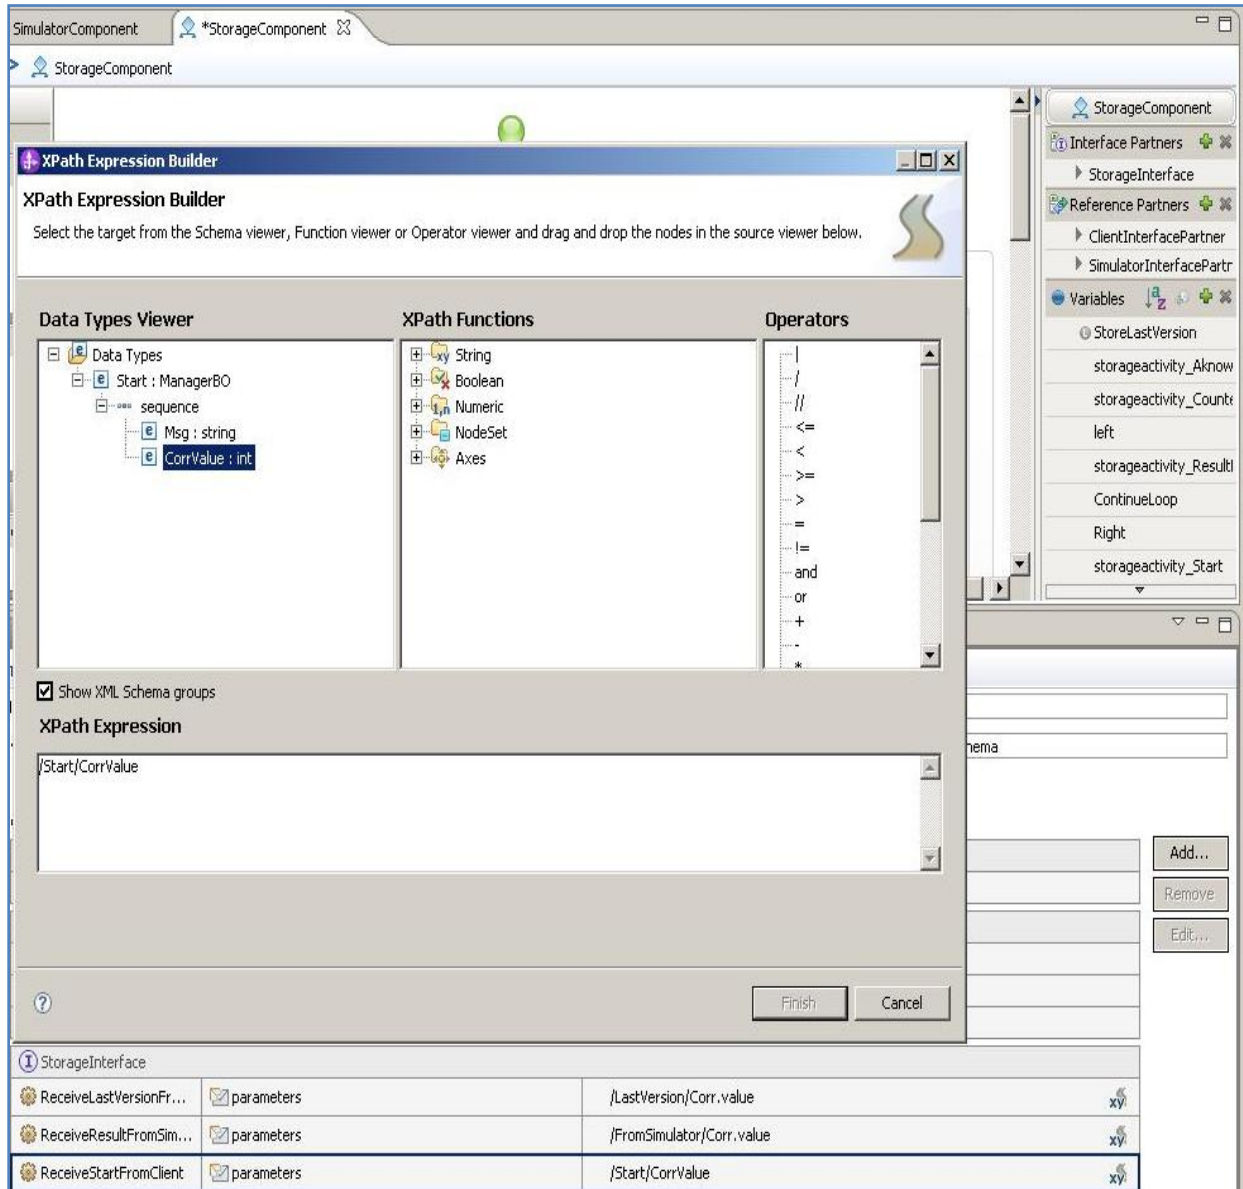 SimulatorComponent
*StorageComponent
StorageComponent
StorageComponent
Interface Partners
StorageInterface
Reference Partners
ClientInterfacePartner
SimulatorInterfacePartr
Variables
StoreLastVersion
storageactivity_Aknow
storageactivity_Counte
left
storageactivity_Result
ContinueLoop
Right
storageactivity_Start
XPath Expression Builder
XPath Expression Builder
Select the target from the Schema viewer, Function viewer or Operator viewer and drag and drop the nodes in the source viewer below.
Data Types Viewer
Data Types
Start : ManagerBO
sequence
Msg : string
CorrValue : int
XPath Functions
String
Boolean
Numeric
NodeSet
Axes
Operators
|
/
//
<=
<
>=
>
=
!=
and
or
+
-
*
Show XML Schema groups
XPath Expression
/Start/CorrValue
Finish Cancel
hema
Add...
Remove
Edit...
StorageInterface
ReceiveLastVersionFr... parameters /LastVersion/Corr.value
ReceiveResultFromSim... parameters /FromSimulator/Corr.value
ReceiveStartFromClient parameters /Start/CorrValue